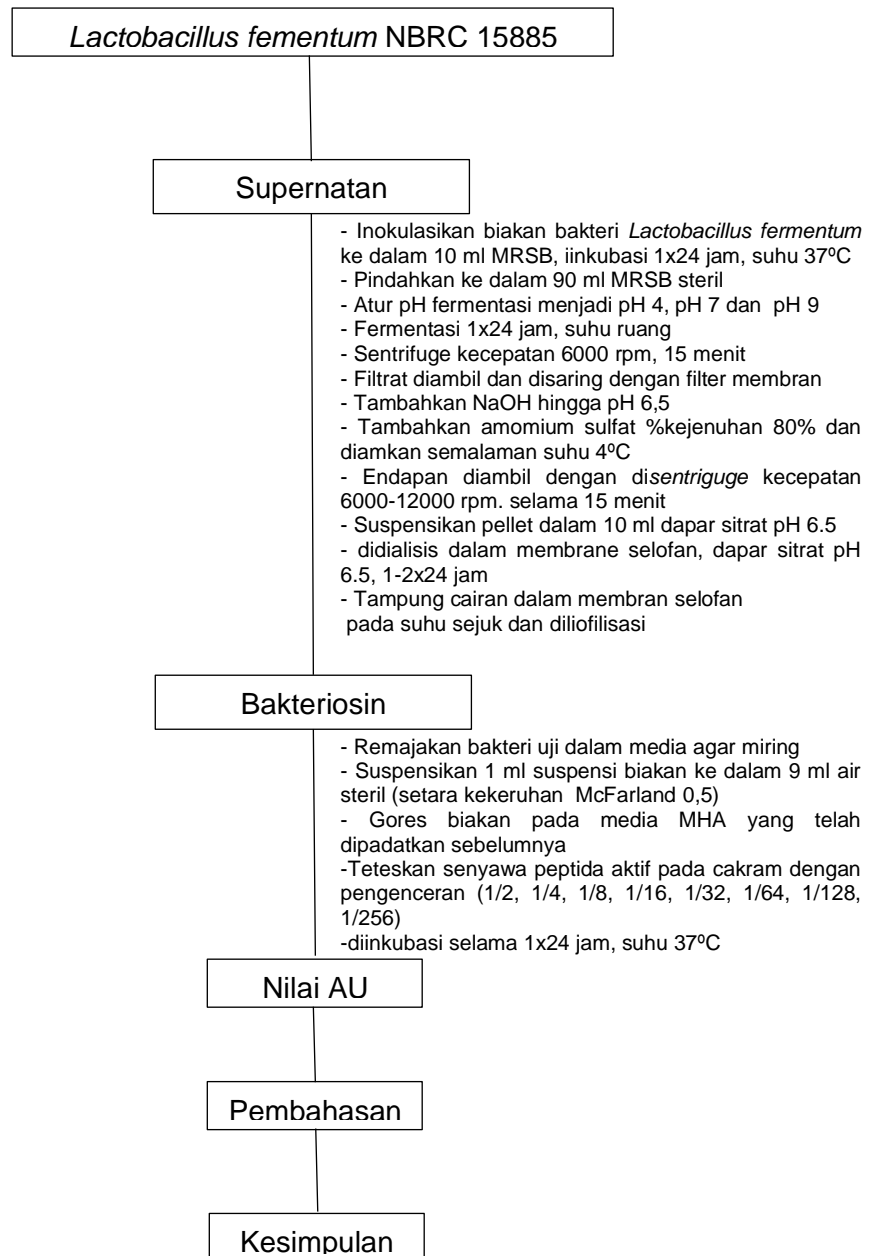 Lactobacillus fementum NBRC 15885
Supernatan
- Inokulasikan biakan bakteri Lactobacillus fermentum
ke dalam 10 ml MRSB, iinkubasi 1x24 jam, suhu 37ºC
- Pindahkan ke dalam 90 ml MRSB steril
- Atur pH fermentasi menjadi pH 4, pH 7 dan pH 9
- Fermentasi 1x24 jam, suhu ruang
- Sentrifuge kecepatan 6000 rpm, 15 menit
- Filtrat diambil dan disaring dengan filter membran
- Tambahkan NaOH hingga pH 6,5
- Tambahkan amomium sulfat %kejenuhan 80% dan
diamkan semalaman suhu 4ºC
- Endapan diambil dengan disentriguge kecepatan
6000-12000 rpm. selama 15 menit
- Suspensikan pellet dalam 10 ml dapar sitrat pH 6.5
- didialisis dalam membrane selofan, dapar sitrat pH
6.5, 1-2x24 jam
- Tampung cairan dalam membran selofan
pada suhu sejuk dan diliofilisasi
Bakteriosin
- Remajakan bakteri uji dalam media agar miring
- Suspensikan 1 ml suspensi biakan ke dalam 9 ml air
steril (setara kekeruhan McFarland 0,5)
- Gores biakan pada media MHA yang telah
dipadatkan sebelumnya
-Teteskan senyawa peptida aktif pada cakram dengan
pengenceran (1/2, 1/4, 1/8, 1/16, 1/32, 1/64, 1/128,
1/256)
-diinkubasi selama 1x24 jam, suhu 37ºC
Nilai AU
Pembahasan
Kesimpulan